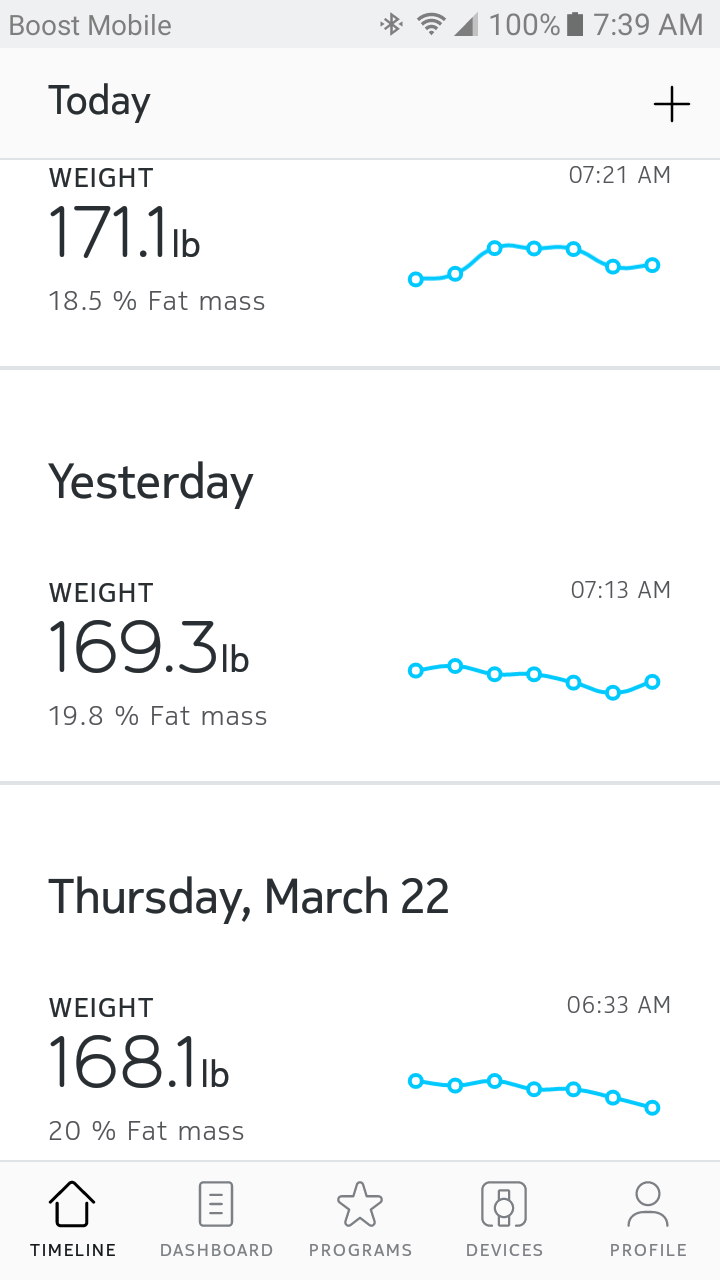 Boost Mobile 100% 7:39 AM
Today
WEIGHT 07:21 AM
171.1lb
18.5 % Fat mass
Yesterday
WEIGHT 07:13 AM
169.3lb
19.8 % Fat mass
Thursday, March 22
WEIGHT 06:33 AM
168.1lb
20 % Fat mass
TIMELINE DASHBOARD PROGRAMS DEVICES PROFILE